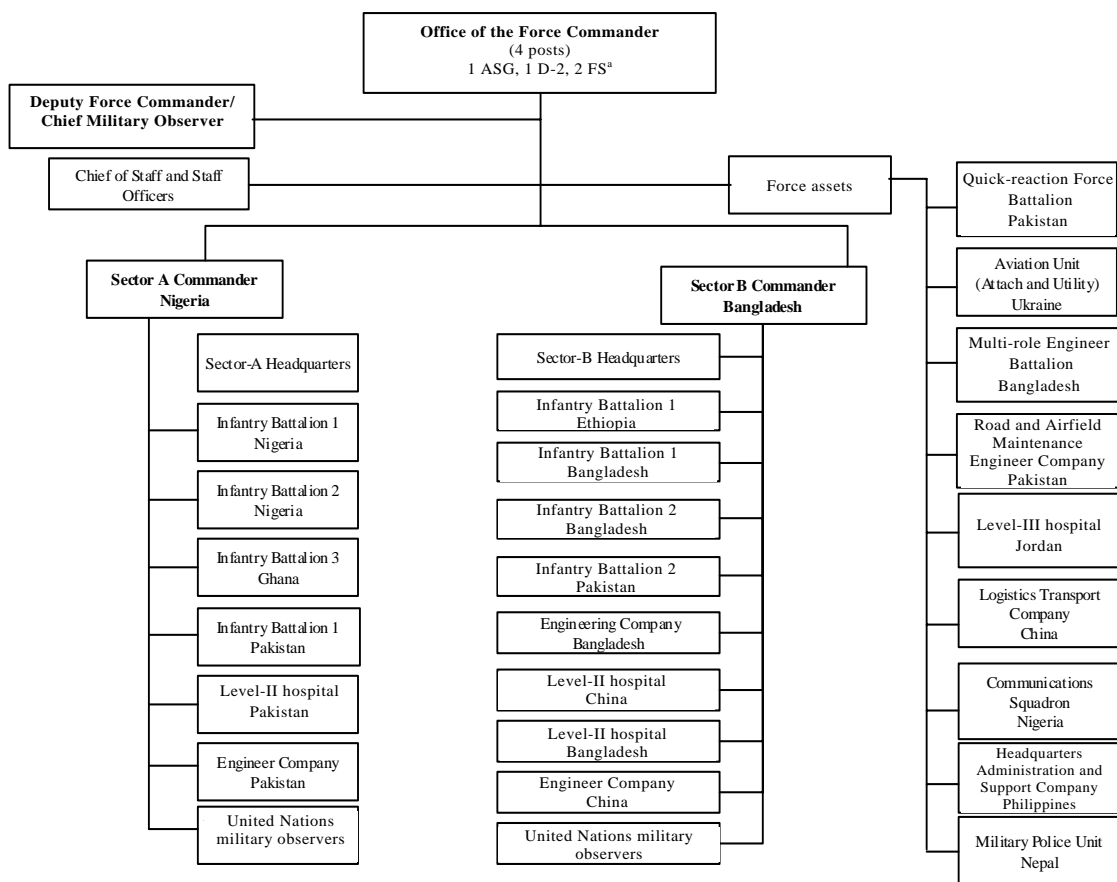 Office of the Force Commander
(4 posts)
1 ASG, 1 D-2, 2 FSª
Deputy Force Commander/
Chief Military Observer
Chief of Staff and Staff
Officers
Force assets
Sector A Commander
Nigeria
Sector-A Headquarters
Infantry Battalion 1
Nigeria
Infantry Battalion 2
Nigeria
Infantry Battalion 3
Ghana
Infantry Battalion 1
Pakistan
Level-II hospital
Pakistan
Engineer Company
Pakistan
United Nations
military observers
Sector B Commander
Bangladesh
Sector-B Headquarters
Infantry Battalion 1
Ethiopia
Infantry Battalion 1
Bangladesh
Infantry Battalion 2
Bangladesh
Infantry Battalion 2
Pakistan
Engineering Company
Bangladesh
Level-II hospital
China
Level-II hospital
Bangladesh
Engineer Company
China
United Nations military
observers
Quick-reaction Force
Battalion
Pakistan
Aviation Unit
(Attach and Utility)
Ukraine
Multi-role Engineer
Battalion
Bangladesh
Road and Airfield
Maintenance
Engineer Company
Pakistan
Level-III hospital
Jordan
Logistics Transport
Company
China
Communications
Squadron
Nigeria
Headquarters
Administration and
Support Company
Philippines
Military Police Unit
Nepal